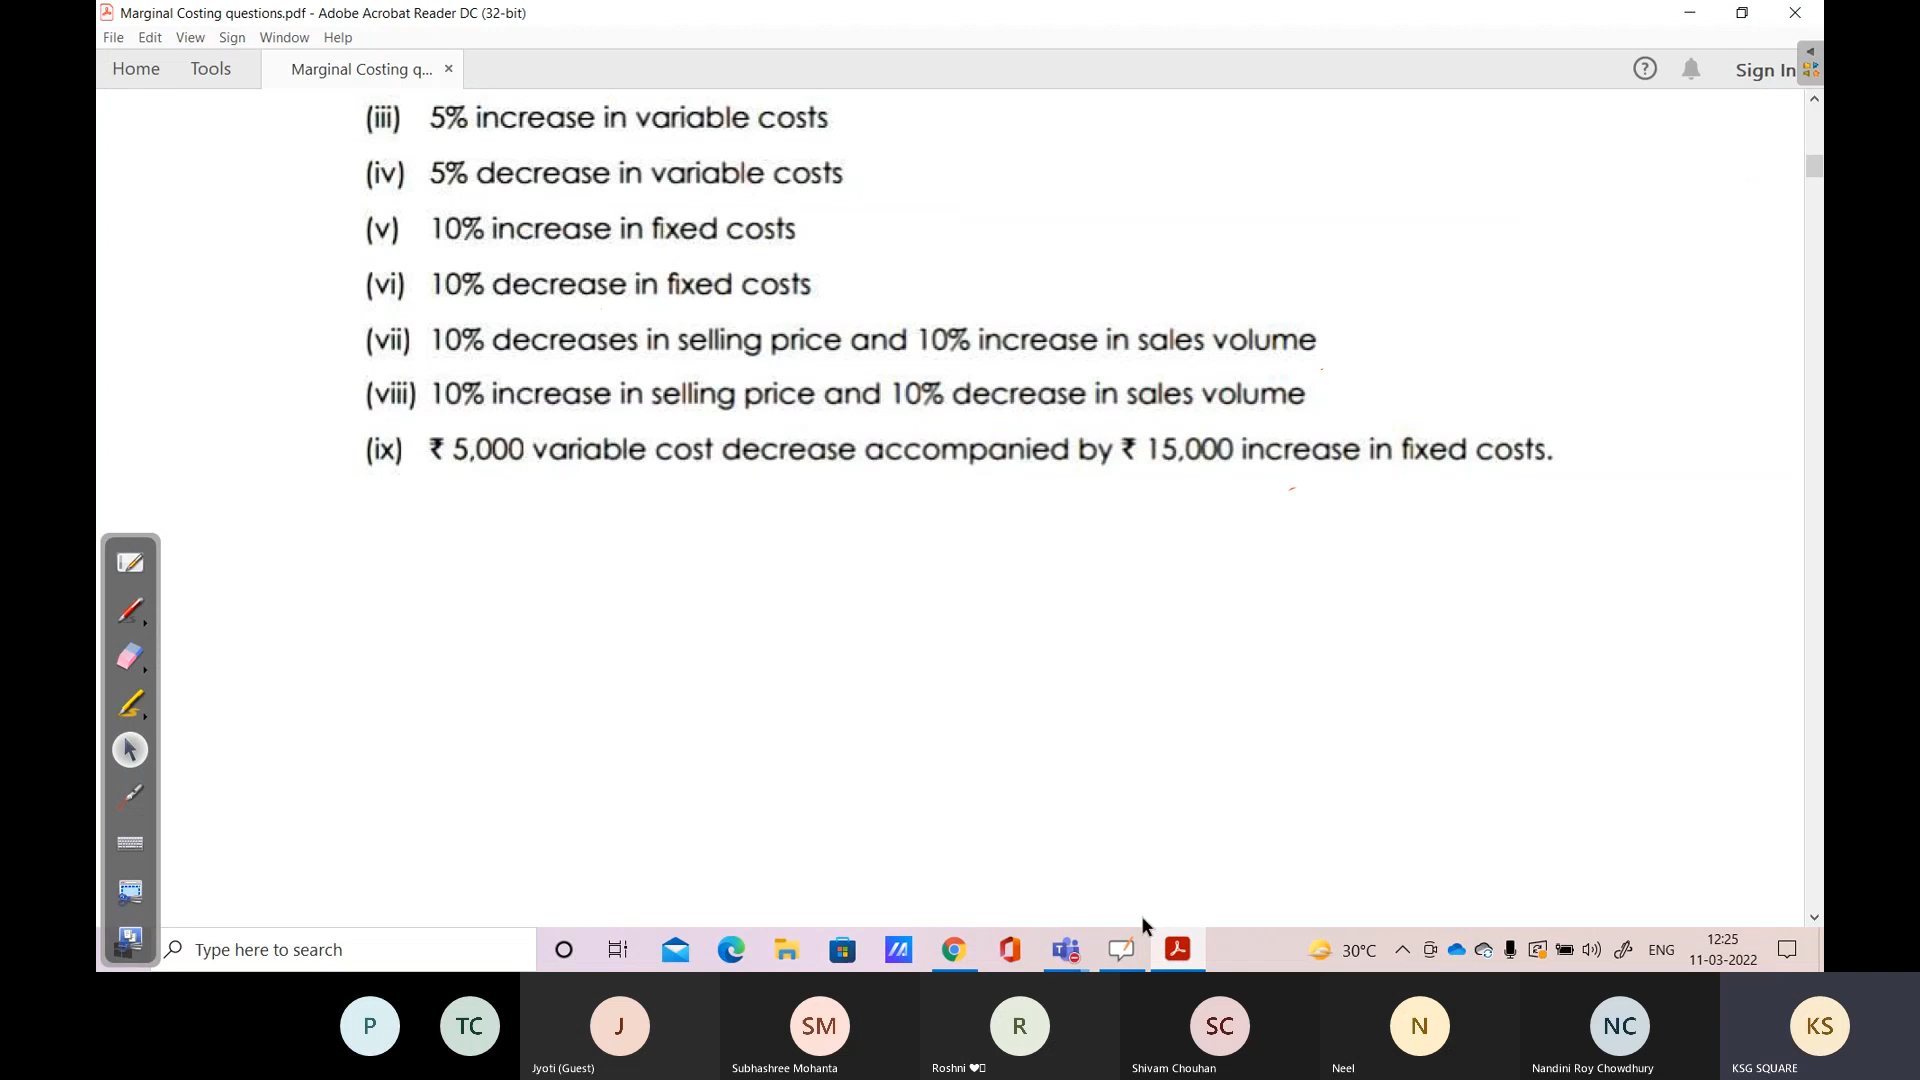 Marginal Costing questions.pdf - Adobe Acrobat Reader DC (32-bit)
File Edit View Sign Window Help
Home Tools Marginal Costing q... × Sign In
(iii) 5% increase in variable costs
(iv) 5% decrease in variable costs
(v) 10% increase in fixed costs
(vi) 10% decrease in fixed costs
(vii) 10% decreases in selling price and 10% increase in sales volume
(viii) 10% increase in selling price and 10% decrease in sales volume
(ix) ₹ 5,000 variable cost decrease accompanied by ₹ 15,000 increase in fixed costs.
Type here to search
30°C
ENG
12:25
11-03-2022
P TC J SM R SC N NC KS
Jyoti (Guest) Subhashree Mohanta Roshni ❤ Shivam Chouhan Neel Nandini Roy Chowdhury KSG SQUARE